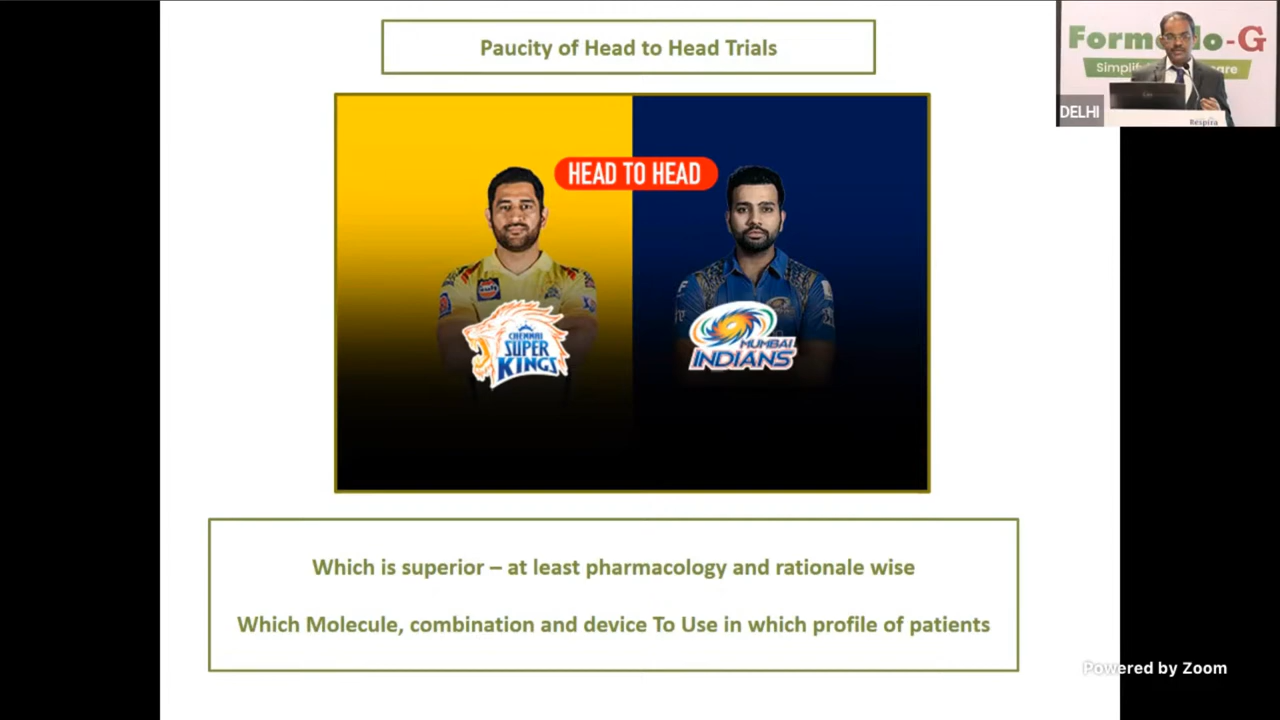 Paucity of Head to Head Trials
HEAD TO HEAD
CHENNAI
SUPER
KINGS
MUMBAI
INDIANS
Which is superior – at least pharmacology and rationale wise
Which Molecule, combination and device To Use in which profile of patients
DELHI
Respira
Powered by Zoom